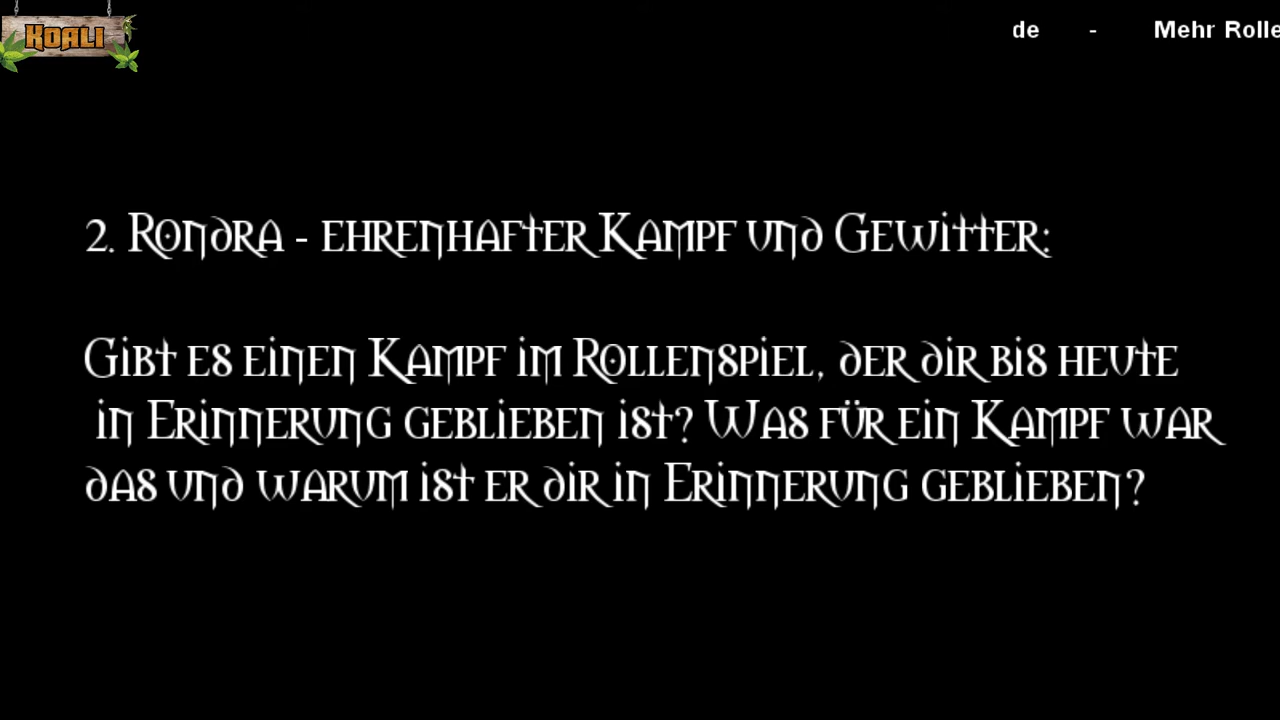 KOALI
de - Mehr Rolle
2. Rondra - ehrenhafter Kampf und Gewitter:
Gibt es einen Kampf im Rollenspiel, der dir bis heute
in Erinnerung geblieben ist? Was für ein Kampf war
das und warum ist er dir in Erinnerung geblieben?